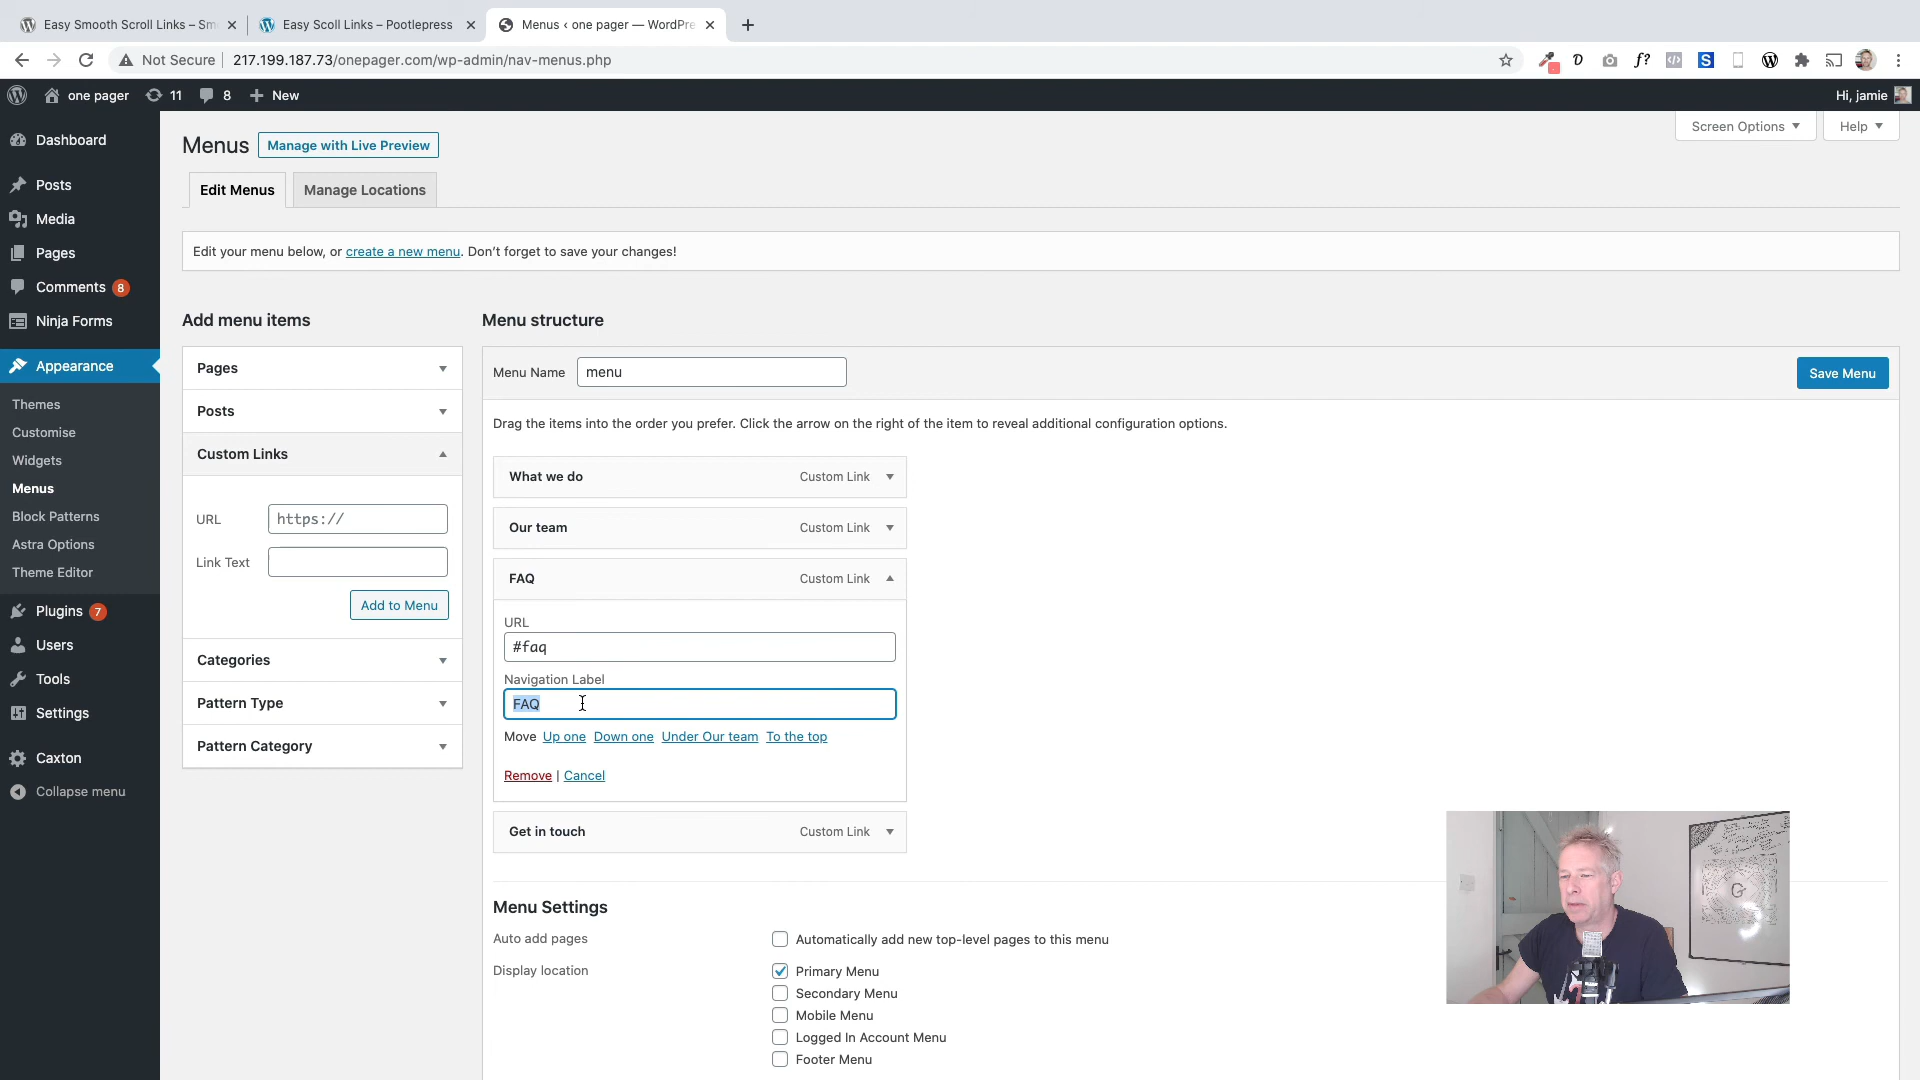 Easy Smooth Scroll Links – Sm
Easy Scoll Links – Pootlepress
Menus ‹ one pager — WordPre
Not Secure
217.199.187.73/onepager.com/wp-admin/nav-menus.php
one pager
11
8
New
Hi, jamie
Dashboard
Posts
Media
Pages
Comments 8
Ninja Forms
Appearance
Themes
Customise
Widgets
Menus
Block Patterns
Astra Options
Theme Editor
Plugins 7
Users
Tools
Settings
Caxton
Collapse menu
Screen Options
Help
Menus
Manage with Live Preview
Edit Menus
Manage Locations
Edit your menu below, or create a new menu. Don’t forget to save your changes!
Add menu items
Pages
Posts
Custom Links
URL
https://
Link Text
Add to Menu
Categories
Pattern Type
Pattern Category
Menu structure
Menu Name
menu
Save Menu
Drag the items into the order you prefer. Click the arrow on the right of the item to reveal additional configuration options.
What we do Custom Link
Our team Custom Link
FAQ Custom Link
URL
#faq
Navigation Label
FAQ
Move Up one Down one Under Our team To the top
Remove | Cancel
Get in touch Custom Link
Menu Settings
Auto add pages
Automatically add new top-level pages to this menu
Display location
Primary Menu
Secondary Menu
Mobile Menu
Logged In Account Menu
Footer Menu